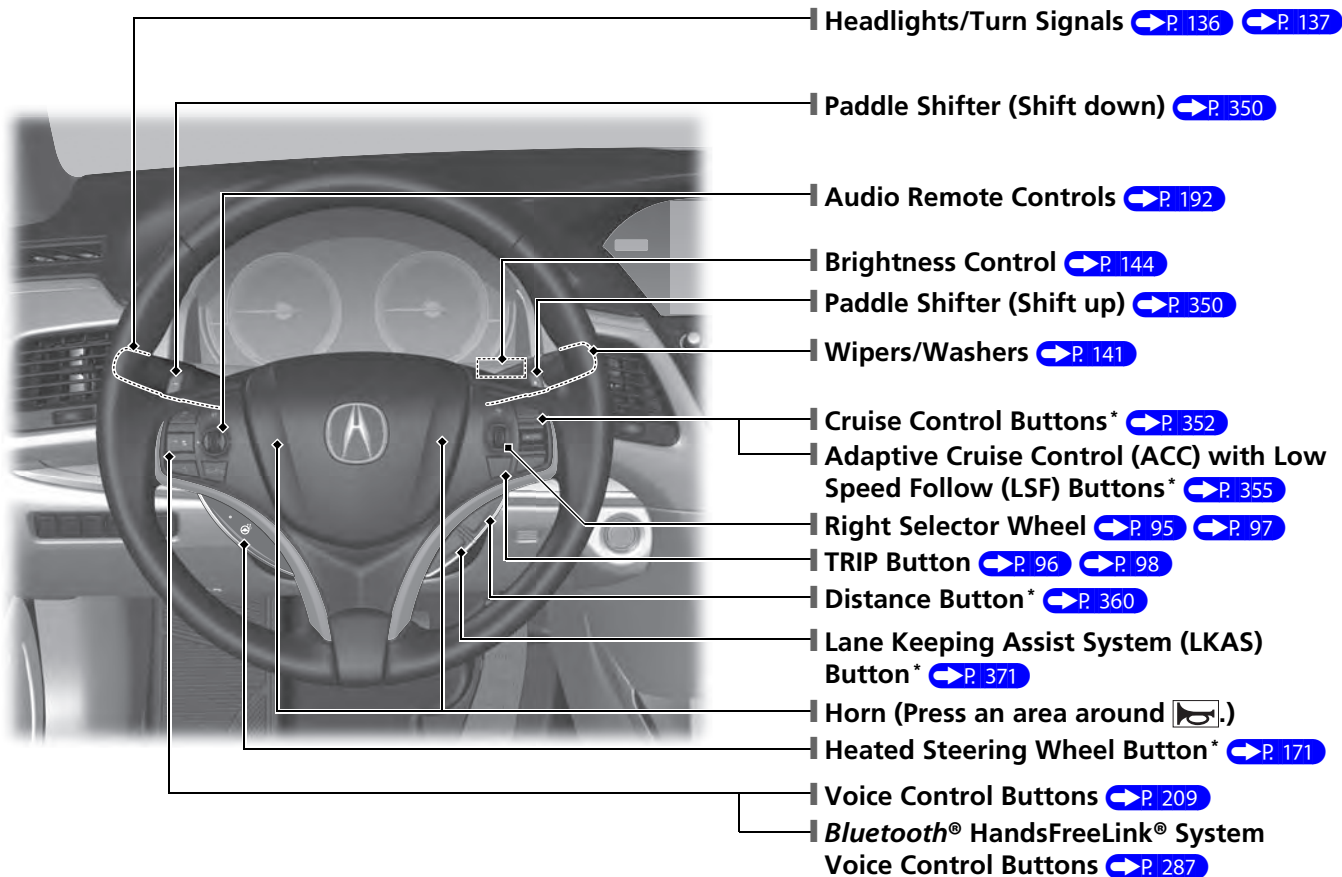 Headlights/Turn Signals P. 136 P. 137
Paddle Shifter (Shift down) P. 350
Audio Remote Controls P. 192
Brightness Control P. 144
Paddle Shifter (Shift up) P. 350
Wipers/Washers P. 141
Cruise Control Buttons* P. 352
Adaptive Cruise Control (ACC) with Low
Speed Follow (LSF) Buttons* P. 355
Right Selector Wheel P. 95 P. 97
TRIP Button P. 96 P. 98
Distance Button* P. 360
Lane Keeping Assist System (LKAS)
Button* P. 371
Horn (Press an area around .)
Heated Steering Wheel Button* P. 171
Voice Control Buttons P. 209
Bluetooth® HandsFreeLink® System
Voice Control Buttons P. 287